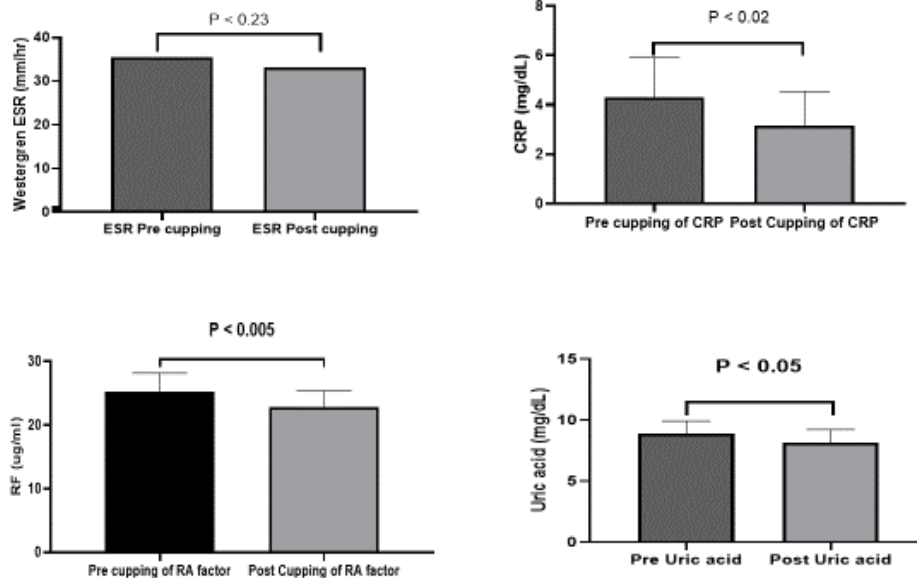 P < 0.23
Westergren ESR (mm/hr)
40
30
20
10
0
ESR Pre cupping
ESR Post cupping
P < 0.02
CRP (mg/dL)
8
6
4
2
0
Pre cupping of CRP
Post Cupping of CRP
P < 0.005
RF (ug/ml)
30
20
10
0
Pre cupping of RA factor
Post Cupping of RA factor
P < 0.05
Uric acid (mg/dL)
15
10
5
0
Pre Uric acid
Post Uric acid